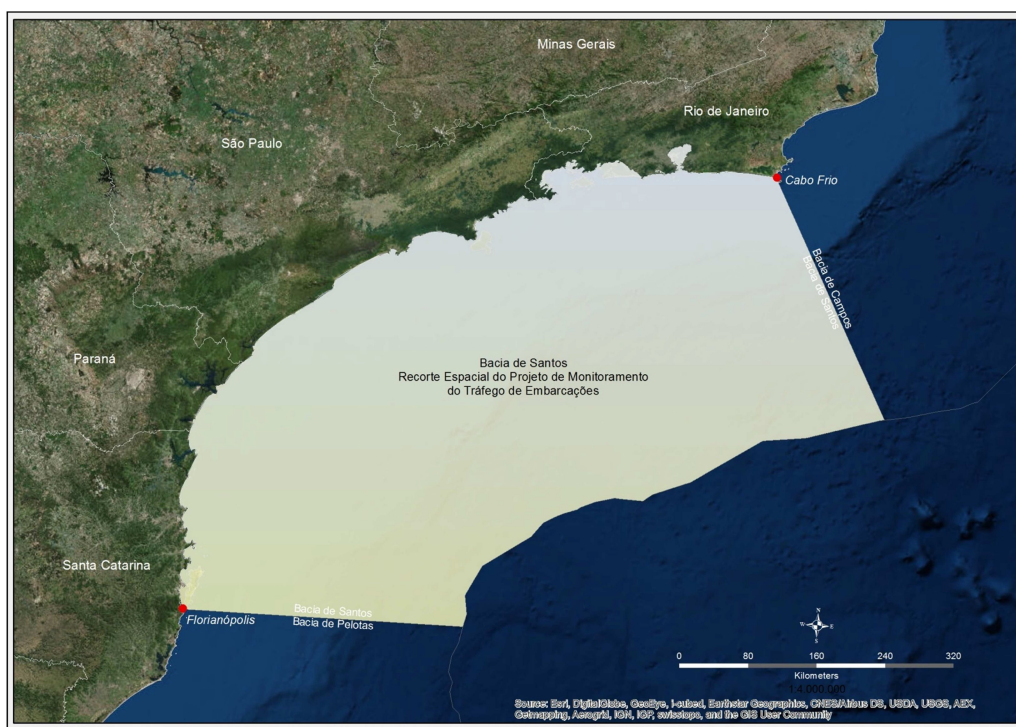 Minas Gerais
Rio de Janeiro
São Paulo
Cabo Frio
Bacia de Campos
Bacia de Santos
Paraná
Bacia de Santos
Recorte Espacial do Projeto de Monitoramento
do Tráfego de Embarcações
Santa Catarina
Bacia de Santos
Bacia de Pelotas
Florianópolis
N
W
E
S
0 80 160 240 320
Kilometers
1:4.000.000
Source: Esri, DigitalGlobe, GeoEye, i-cubed, Earthstar Geographics, CNES/Airbus DS, USDA, USGS, AEX,
Getmapping, Aerogrid, IGN, IGP, swisstopo, and the GIS User Community